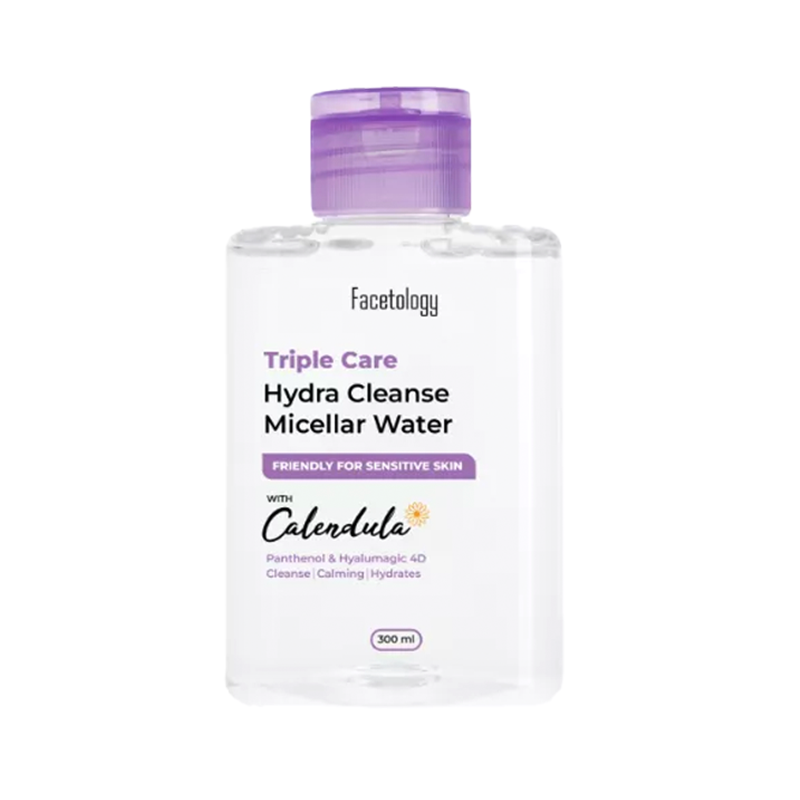 Facetology
Triple Care
Hydra Cleanse
Micellar Water
FRIENDLY FOR SENSITIVE SKIN
WITH
Calendula
Panthenol & Hyalumagic 4D
Cleanse|Calming|Hydrates
300 ml